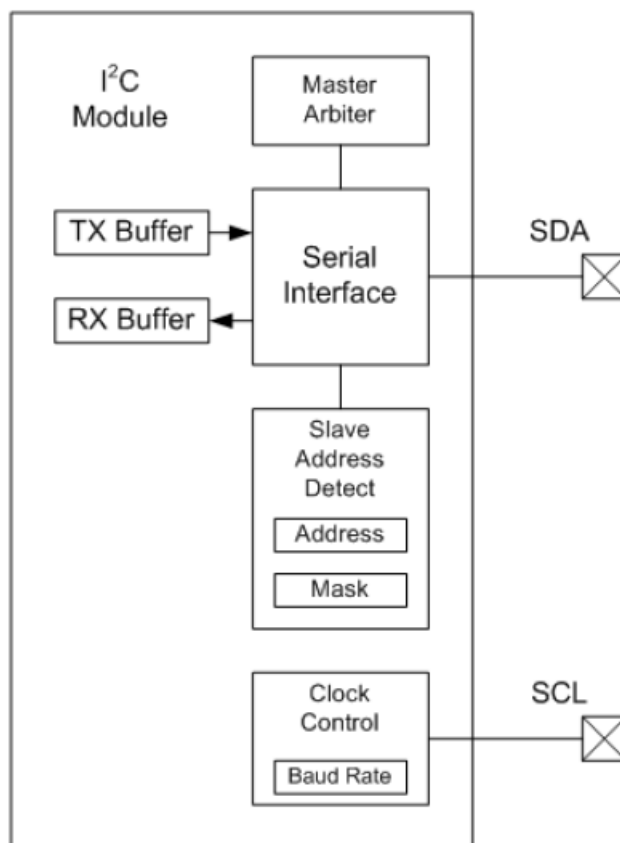 I²C
Module
Master
Arbiter
TX Buffer
RX Buffer
Serial
Interface
SDA
Slave
Address
Detect
Address
Mask
Clock
Control
Baud Rate
SCL